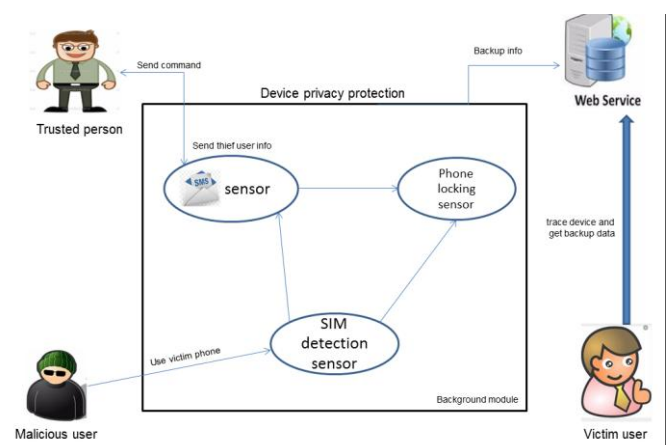 Send command
Backup info
Device privacy protection
Web Service
Trusted person
Send thief user info
SMS
sensor
Phone
locking
sensor
trace device and
get backup data
SIM
detection
sensor
Use victim phone
Background module
Malicious user
Victim user